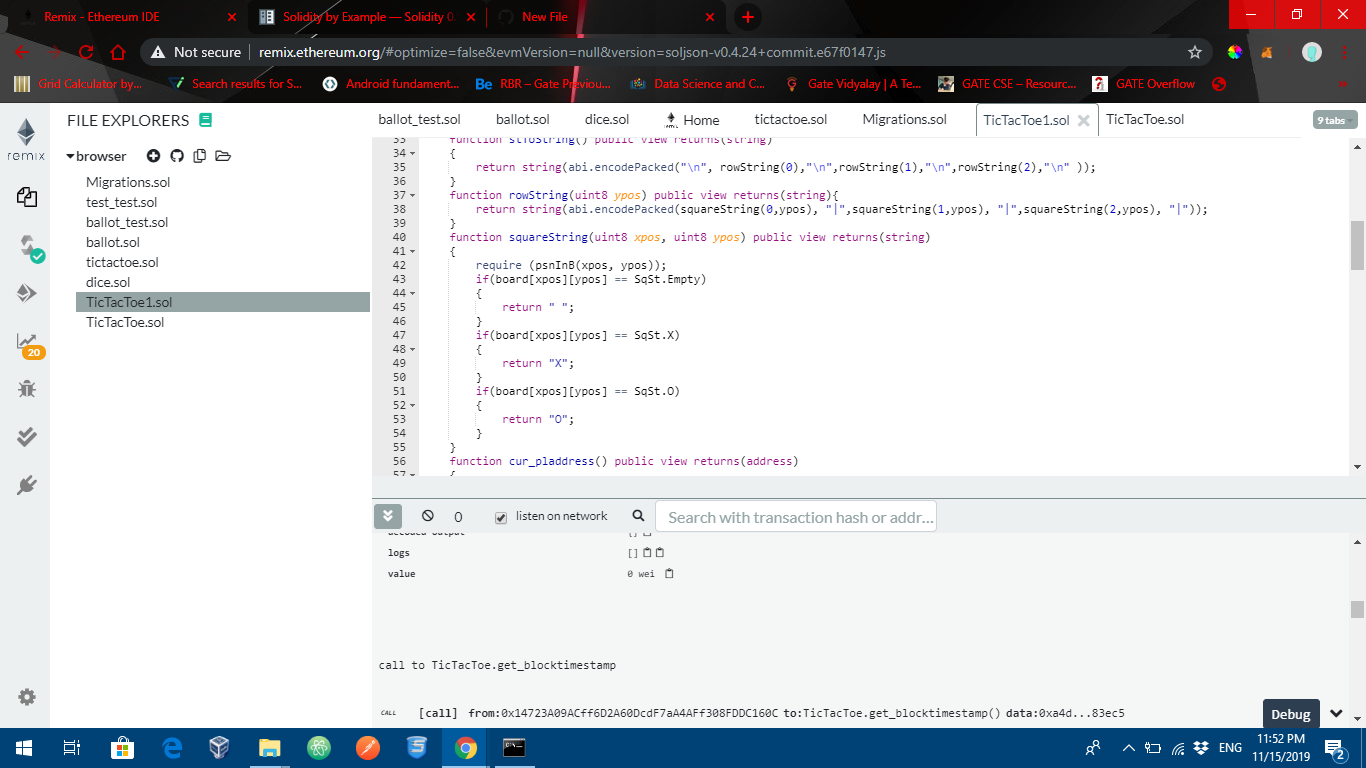 Remix - Ethereum IDE
Solidity by Example — Solidity 0.
New File
Not secure | remix.ethereum.org/#optimize=false&evmVersion=null&version=soljson-v0.4.24+commit.e67f0147.js
Grid Calculator by...
Search results for S...
Android fundament...
Be RBR – Gate Previou...
Data Science and C...
Gate Vidyalay | A Te...
GATE CSE – Resourc...
GATE Overflow
remix
20
FILE EXPLORERS
browser
Migrations.sol
test_test.sol
ballot_test.sol
ballot.sol
tictactoe.sol
dice.sol
TicTacToe1.sol
TicTacToe.sol
ballot_test.sol ballot.sol dice.sol Home tictactoe.sol Migrations.sol TicTacToe1.sol TicTacToe.sol 9 tabs
33 function stToString() public view returns(string)
34 {
35 return string(abi.encodePacked("\n", rowString(0),"\n",rowString(1),"\n",rowString(2),"\n" ));
36 }
37 function rowString(uint8 ypos) public view returns(string){
38 return string(abi.encodePacked(squareString(0,ypos), "|",squareString(1,ypos), "|",squareString(2,ypos), "|"));
39 }
40 function squareString(uint8 xpos, uint8 ypos) public view returns(string)
41 {
42 require (psnInB(xpos, ypos));
43 if(board[xpos][ypos] == SqSt.Empty)
44 {
45 return " ";
46 }
47 if(board[xpos][ypos] == SqSt.X)
48 {
49 return "X";
50 }
51 if(board[xpos][ypos] == SqSt.O)
52 {
53 return "O";
54 }
55 }
56 function cur_pladdress() public view returns(address)
57 {
0 listen on network Search with transaction hash or addr...
decoded output {}
logs []
value 0 wei
call to TicTacToe.get_blocktimestamp
CALL [call] from:0x14723A09ACff6D2A60DcdF7aA4AFf308FDDC160C to:TicTacToe.get_blocktimestamp() data:0xa4d...83ec5
Debug
ENG
11:52 PM
11/15/2019
2